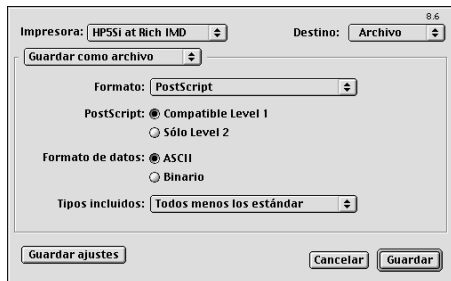 8.6
Impresora: HP5Si at Rich IMD Destino: Archivo
Guardar como archivo
Formato: PostScript
PostScript: Compatible Level 1
Sólo Level 2
Formato de datos: ASCII
Binario
Tipos incluidos: Todos menos los estándar
Guardar ajustes Cancelar Guardar